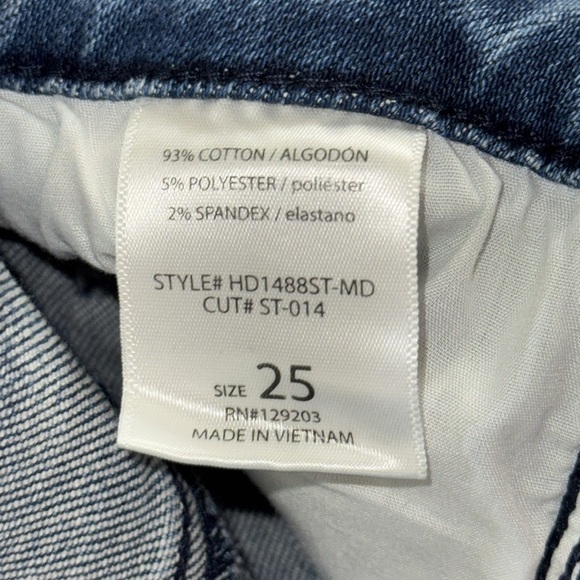 93% COTTON / ALGODÓN
5% POLYESTER / poliéster
2% SPANDEX / elastano
STYLE# HD1488ST-MD
CUT# ST-014
SIZE 25
RN#129203
MADE IN VIETNAM